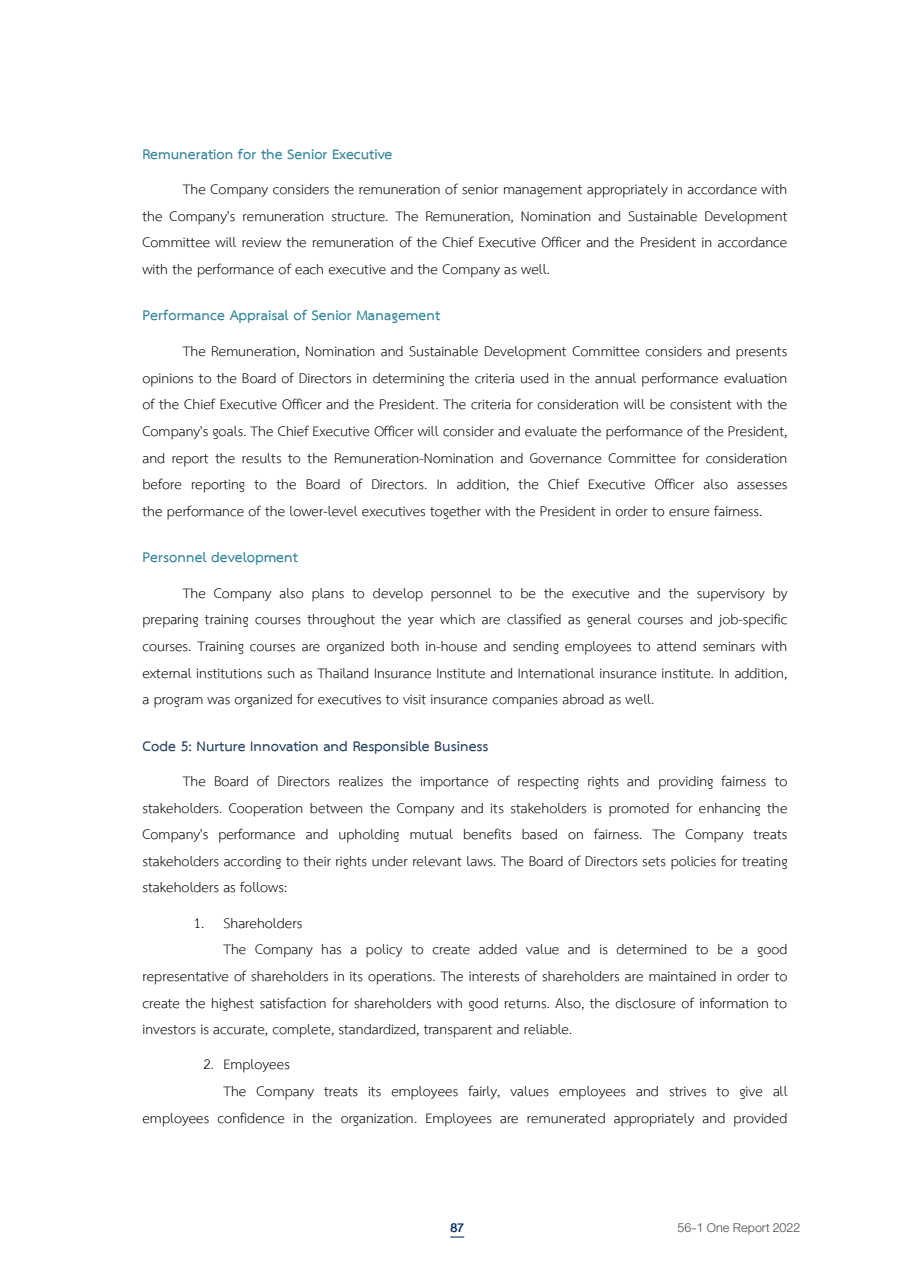 Remuneration for the Senior Executive
The Company considers the remuneration of senior management appropriately in accordance with
the Company's remuneration structure. The Remuneration, Nomination and Sustainable Development
Committee will review the remuneration of the Chief Executive Officer and the President in accordance
with the performance of each executive and the Company as well.
Performance Appraisal of Senior Management
The Remuneration, Nomination and Sustainable Development Committee considers and presents
opinions to the Board of Directors in determining the criteria used in the annual performance evaluation
of the Chief Executive Officer and the President. The criteria for consideration will be consistent with the
Company's goals. The Chief Executive Officer will consider and evaluate the performance of the President,
and report the results to the Remuneration-Nomination and Governance Committee for consideration
before reporting to the Board of Directors. In addition, the Chief Executive Officer also assesses
the performance of the lower-level executives together with the President in order to ensure fairness.
Personnel development
The Company also plans to develop personnel to be the executive and the supervisory by
preparing training courses throughout the year which are classified as general courses and job-specific
courses. Training courses are organized both in-house and sending employees to attend seminars with
external institutions such as Thailand Insurance Institute and International insurance institute. In addition,
a program was organized for executives to visit insurance companies abroad as well.
Code 5: Nurture Innovation and Responsible Business
The Board of Directors realizes the importance of respecting rights and providing fairness to
stakeholders. Cooperation between the Company and its stakeholders is promoted for enhancing the
Company's performance and upholding mutual benefits based on fairness. The Company treats
stakeholders according to their rights under relevant laws. The Board of Directors sets policies for treating
stakeholders as follows:
1. Shareholders
The Company has a policy to create added value and is determined to be a good
representative of shareholders in its operations. The interests of shareholders are maintained in order to
create the highest satisfaction for shareholders with good returns. Also, the disclosure of information to
investors is accurate, complete, standardized, transparent and reliable.
2. Employees
The Company treats its employees fairly, values employees and strives to give all
employees confidence in the organization. Employees are remunerated appropriately and provided
87
56-1 One Report 2022